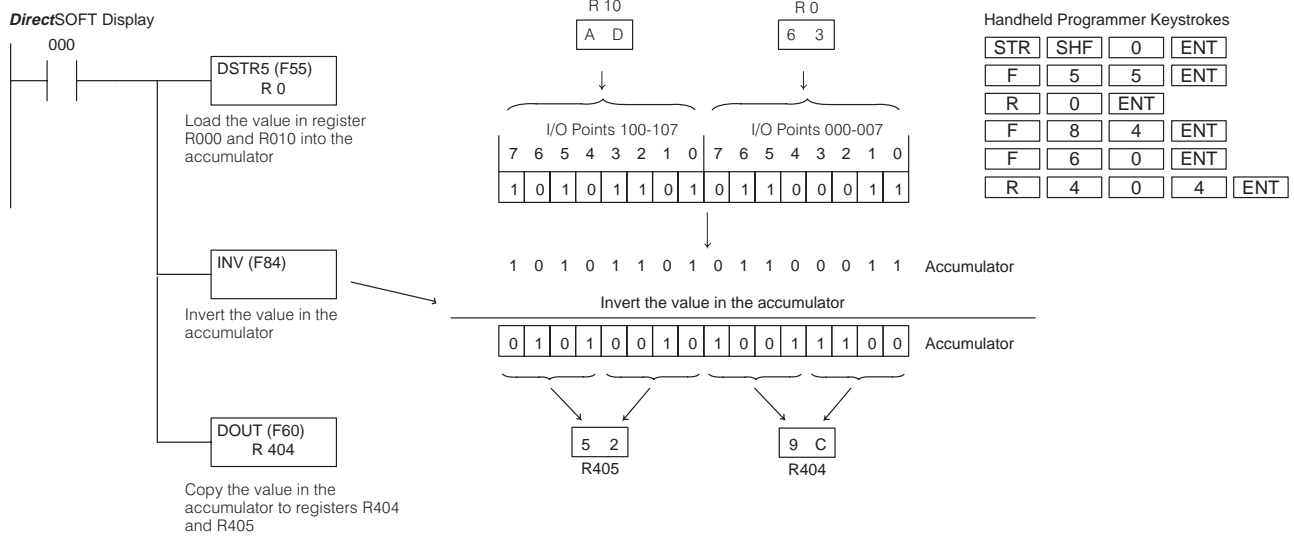 DirectSOFT Display
000
DSTR5 (F55)
R 0
Load the value in register
R000 and R010 into the
accumulator
INV (F84)
Invert the value in the
accumulator
DOUT (F60)
R 404
Copy the value in the
accumulator to registers R404
and R405
R 10
A D
R 0
6 3
I/O Points 100-107
I/O Points 000-007
7 6 5 4 3 2 1 0 7 6 5 4 3 2 1 0
1 0 1 0 1 1 0 1 0 1 1 0 0 0 1 1
1 0 1 0 1 1 0 1 0 1 1 0 0 0 1 1 Accumulator
Invert the value in the accumulator
0 1 0 1 0 0 1 0 1 0 0 1 1 1 0 0 Accumulator
5 2
R405
9 C
R404
Handheld Programmer Keystrokes
STR SHF 0 ENT
F 5 5 ENT
R 0 ENT
F 8 4 ENT
F 6 0 ENT
R 4 0 4 ENT